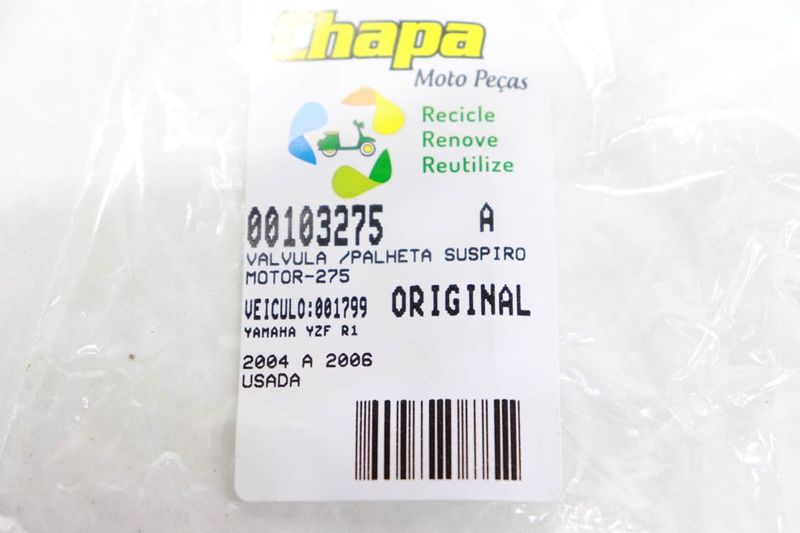 Chapa
Moto Peças
Recicle
Renove
Reutilize
00103275 A
VALVULA /PALHETA SUSPIRO
MOTOR-275
VEICULO:001799 ORIGINAL
YAMAHA YZF R1
2004 A 2006
USADA